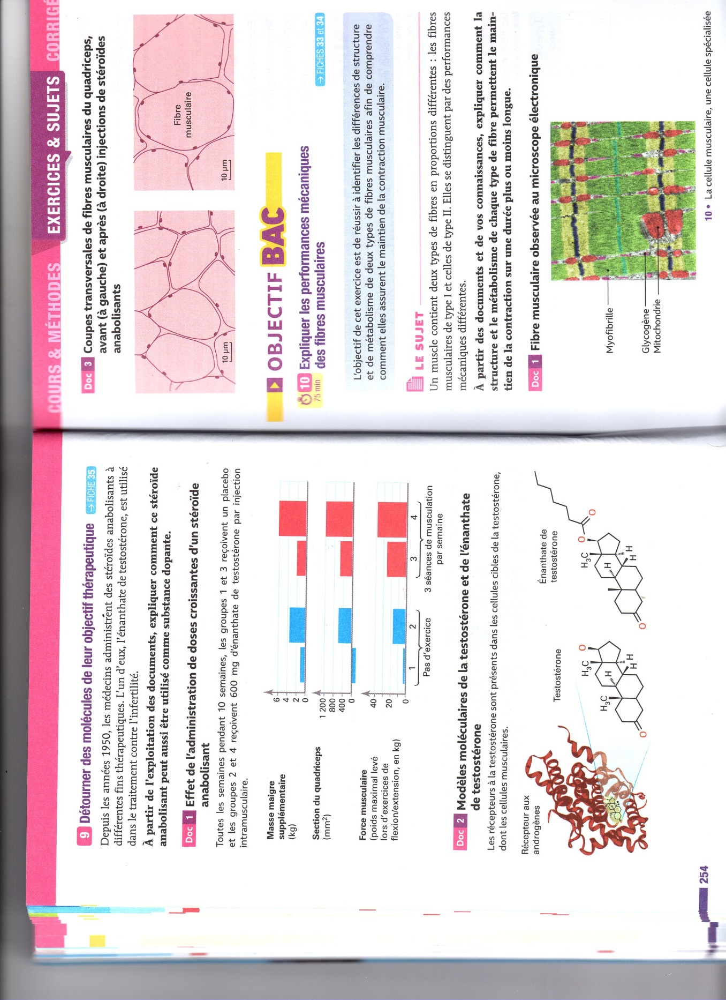 9 Détourner des molécules de leur objectif thérapeutique → FICHE 35
Depuis les années 1950, les médecins administrent des stéroïdes anabolisants à
différentes fins thérapeutiques. L'un d'eux, l'énanthate de testostérone, est utilisé
dans le traitement contre l'infertilité.
À partir de l'exploitation des documents, expliquer comment ce stéroïde
anabolisant peut aussi être utilisé comme substance dopante.
Doc 1 Effet de l'administration de doses croissantes d'un stéroïde
anabolisant
Toutes les semaines pendant 10 semaines, les groupes 1 et 3 reçoivent un placebo
et les groupes 2 et 4 reçoivent 600 mg d'énanthate de testostérone par injection
intramusculaire.
Masse maigre
supplémentaire
(kg)
6
4
2
0
Section du quadriceps
(mm²)
1 200
800
400
0
Force musculaire
(poids maximal levé
lors d'exercices de
flexion/extension, en kg)
40
20
0
1 2 3 4
Pas d'exercice
3 séances de musculation
par semaine
Doc 2 Modèles moléculaires de la testostérone et de l'énanthate
de testostérone
Les récepteurs à la testostérone sont présents dans les cellules cibles de la testostérone,
dont les cellules musculaires.
Récepteur aux
androgènes
Testostérone
H₃C
H₃C
O
H
H
H
O
Énanthate de
testostérone
H₃C
O
O
H
H
H
O
254
COURS & MÉTHODES EXERCICES & SUJETS CORRIGÉ
Doc 3 Coupes transversales de fibres musculaires du quadriceps,
avant (à gauche) et après (à droite) injections de stéroïdes
anabolisants
10 µm
Fibre
musculaire
10 µm
OBJECTIF BAC
10 Expliquer les performances mécaniques
75 min
des fibres musculaires
→ FICHES 33 et 34
L'objectif de cet exercice est de réussir à identifier les différences de structure
et de métabolisme de deux types de fibres musculaires afin de comprendre
comment elles assurent le maintien de la contraction musculaire.
LE SUJET
Un muscle contient deux types de fibres en proportions différentes : les fibres
musculaires de type I et celles de type II. Elles se distinguent par des performances
mécaniques différentes.
À partir des documents et de vos connaissances, expliquer comment la
structure et le métabolisme de chaque type de fibre permettent le main-
tien de la contraction sur une durée plus ou moins longue.
Doc 1 Fibre musculaire observée au microscope électronique
Myofibrille
Glycogène
Mitochondrie
10 • La cellule musculaire, une cellule spécialisée